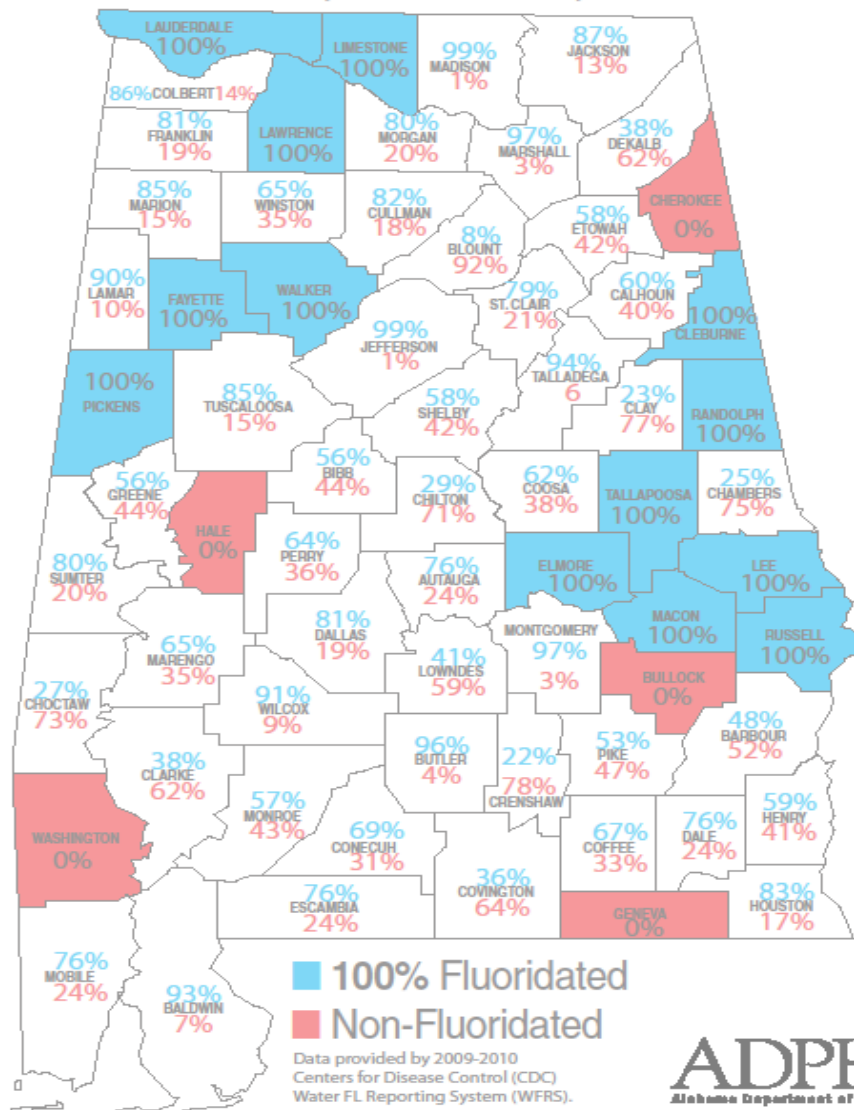 LAUDERDALE
100%
LIMESTONE
100%
99%
MADISON
1%
87%
JACKSON
13%
86% COLBERT 14%
81%
FRANKLIN
19%
LAWRENCE
100%
80%
MORGAN
20%
97%
MARSHALL
3%
38%
DEKALB
62%
CHEROKEE
0%
85%
MARION
15%
65%
WINSTON
35%
82%
CULLMAN
18%
8%
BLOUNT
92%
58%
ETOWAH
42%
90%
LAMAR
10%
FAYETTE
100%
WALKER
100%
99%
JEFFERSON
1%
79%
ST. CLAIR
21%
60%
CALHOUN
40%
100%
CLEBURNE
100%
PICKENS
85%
TUSCALOOSA
15%
58%
SHELBY
42%
94%
TALLADEGA
6
23%
CLAY
77%
RANDOLPH
100%
56%
GREENE
44%
HALE
0%
56%
BIBB
44%
29%
CHILTON
71%
62%
COOSA
38%
TALLAPOOSA
100%
25%
CHAMBERS
75%
80%
SUMTER
20%
64%
PERRY
36%
76%
AUTAUGA
24%
ELMORE
100%
LEE
100%
65%
MARENGO
35%
81%
DALLAS
19%
41%
LOWNDES
59%
MONTGOMERY
97%
3%
MACON
100%
RUSSELL
100%
BULLOCK
0%
27%
CHOCTAW
73%
91%
WILCOX
9%
38%
CLARKE
62%
96%
BUTLER
4%
22%
78%
CRENSHAW
53%
PIKE
47%
48%
BARBOUR
52%
WASHINGTON
0%
57%
MONROE
43%
69%
CONECUH
31%
67%
COFFEE
33%
76%
DALE
24%
59%
HENRY
41%
76%
ESCAMBIA
24%
36%
COVINGTON
64%
GENEVA
0%
83%
HOUSTON
17%
76%
MOBILE
24%
93%
BALDWIN
7%
100% Fluoridated
Non-Fluoridated
Data provided by 2009-2010
Centers for Disease Control (CDC)
Water FL Reporting System (WFRS).
ADPH
Alabama Department of